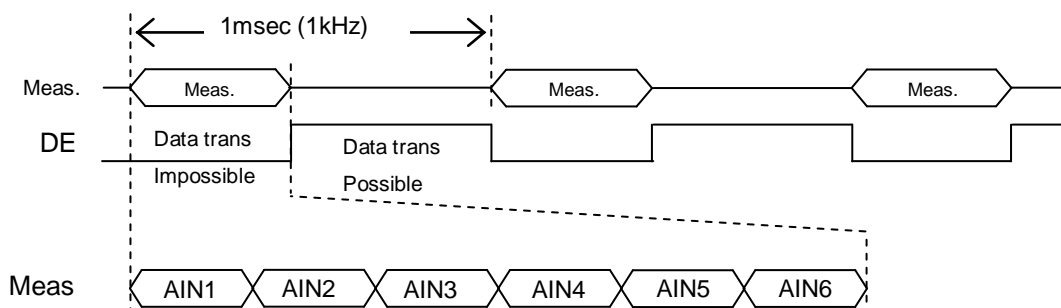 1msec (1kHz)
Meas. Meas. Meas. Meas.
DE Data trans Data trans
Impossible Possible
Meas AIN1 AIN2 AIN3 AIN4 AIN5 AIN6